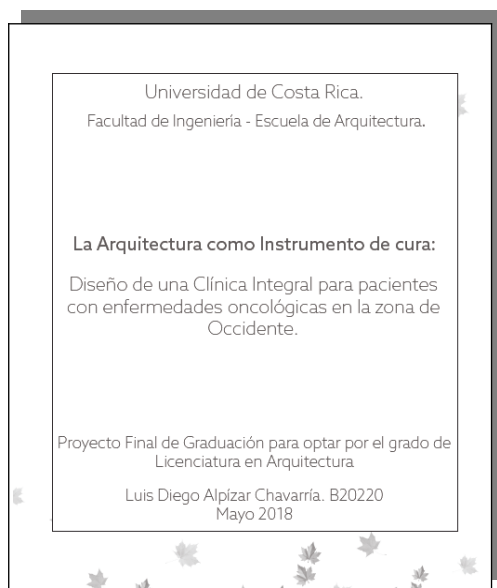 Universidad de Costa Rica.
Facultad de Ingeniería - Escuela de Arquitectura.
La Arquitectura como Instrumento de cura:
Diseño de una Clínica Integral para pacientes
con enfermedades oncológicas en la zona de
Occidente.
Proyecto Final de Graduación para optar por el grado de
Licenciatura en Arquitectura
Luis Diego Alpízar Chavarría. B20220
Mayo 2018